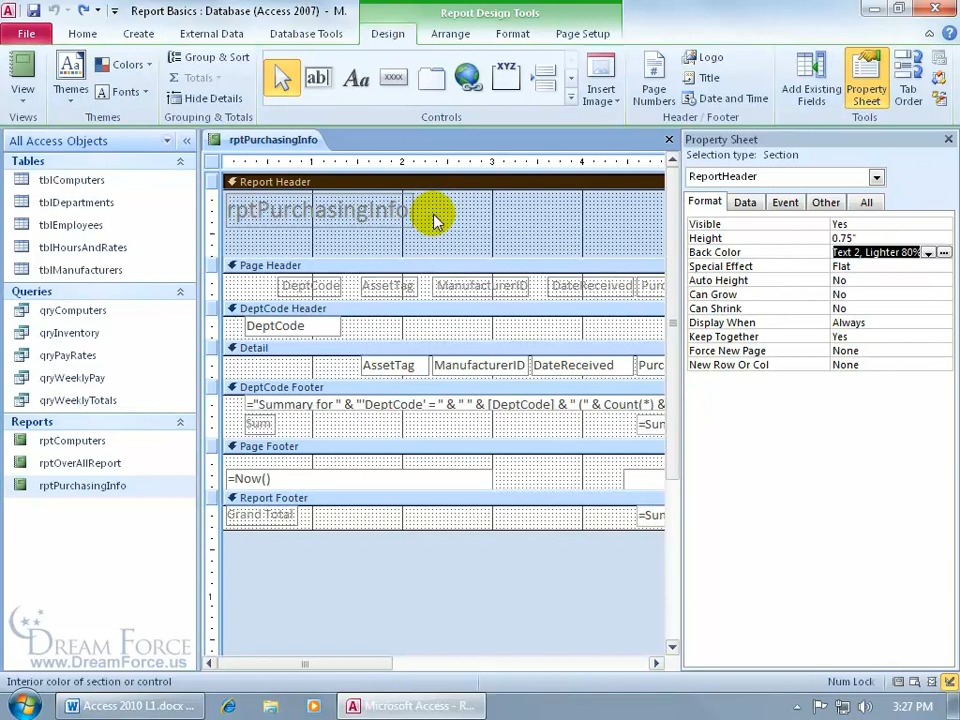 Report Basics : Database (Access 2007) - M.
Report Design Tools
File
Home
Create
External Data
Database Tools
Design
Arrange
Format
Page Setup
View
Views
Themes
Colors
Fonts
Themes
Group & Sort
Totals
Hide Details
Grouping & Totals
ab|
Aa
xxxx
XYZ
Controls
Insert
Image
Page
Numbers
Logo
Title
Date and Time
Header / Footer
Add Existing
Fields
Property
Sheet
Tab
Order
Tools
All Access Objects
Tables
tblComputers
tblDepartments
tblEmployees
tblHoursAndRates
tblManufacturers
Queries
qryComputers
qryInventory
qryPayRates
qryWeeklyPay
qryWeeklyTotals
Reports
rptComputers
rptOverAllReport
rptPurchasingInfo
DREAM FORCE
www.DreamForce.us
rptPurchasingInfo
1 2 3 4
Report Header
rptPurchasingInfo
Page Header
DeptCode AssetTag ManufacturerID DateReceived Purc
DeptCode Header
DeptCode
Detail
AssetTag ManufacturerID DateReceived Purc
DeptCode Footer
="Summary for " & "'DeptCode' = " & " " & [DeptCode] & " (" & Count(*) &
Sum =Sum
Page Footer
=Now()
Report Footer
Grand Total =Sum
1
Property Sheet
Selection type: Section
ReportHeader
Format Data Event Other All
Visible Yes
Height 0.75"
Back Color Text 2, Lighter 80%
Special Effect Flat
Auto Height No
Can Grow No
Can Shrink No
Display When Always
Keep Together Yes
Force New Page None
New Row Or Col None
Interior color of section or control
Num Lock
Access 2010 L1.docx ...
Microsoft Access - R...
3:27 PM